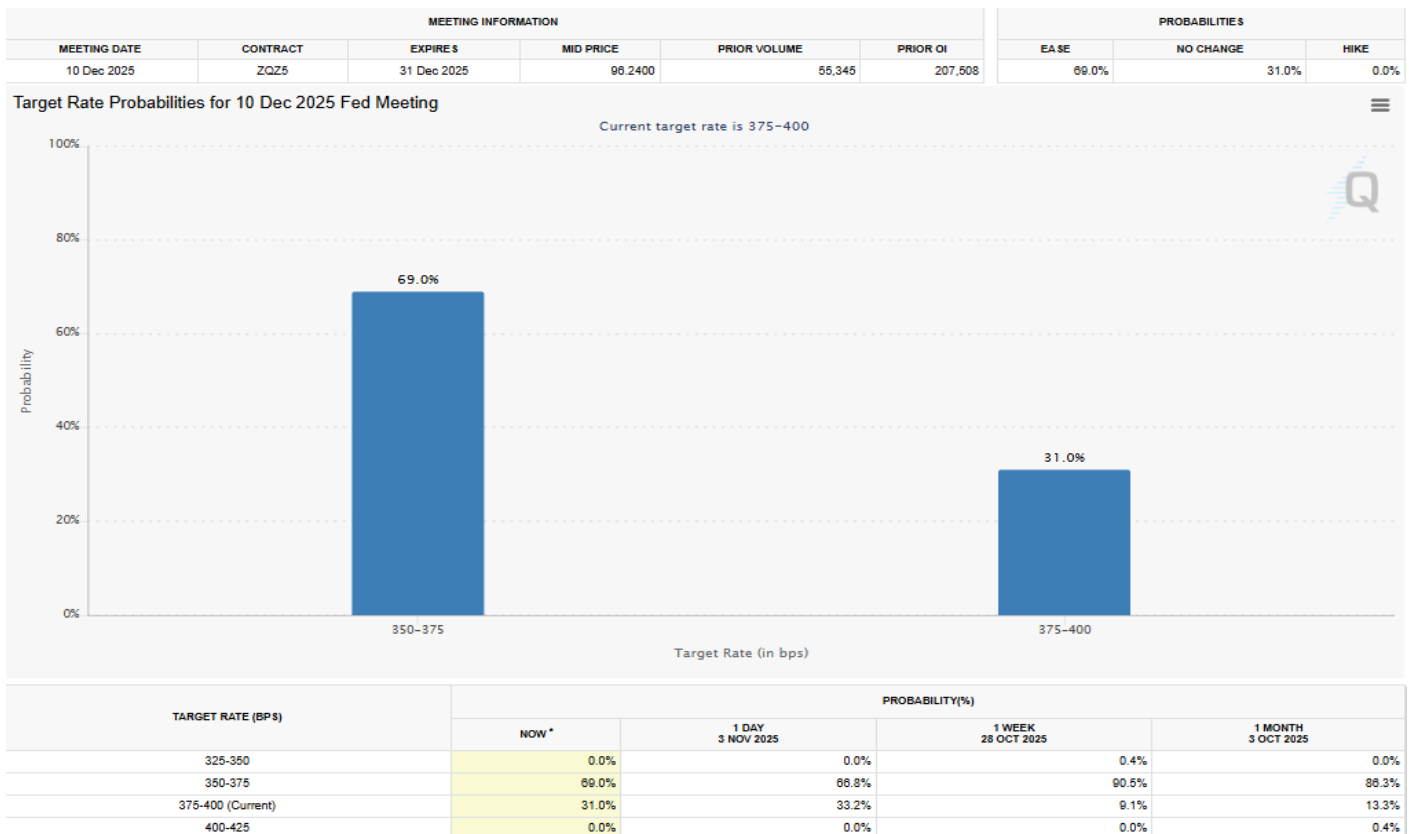 MEETING INFORMATION
PROBABILITIES
MEETING DATE CONTRACT EXPIRES MID PRICE PRIOR VOLUME PRIOR OI EASE NO CHANGE HIKE
10 Dec 2025 ZQZ5 31 Dec 2025 96.2400 55,345 207,508 69.0% 31.0% 0.0%
Target Rate Probabilities for 10 Dec 2025 Fed Meeting
Current target rate is 375-400
100%
80%
60%
40%
20%
0%
Probability
69.0%
31.0%
Q
350-375 375-400
Target Rate (in bps)
TARGET RATE (BPS)
PROBABILITY(%)
NOW * 1 DAY 3 NOV 2025 1 WEEK 28 OCT 2025 1 MONTH 3 OCT 2025
325-350 0.0% 0.0% 0.4% 0.0%
350-375 69.0% 66.8% 90.5% 86.3%
375-400 (Current) 31.0% 33.2% 9.1% 13.3%
400-425 0.0% 0.0% 0.0% 0.4%